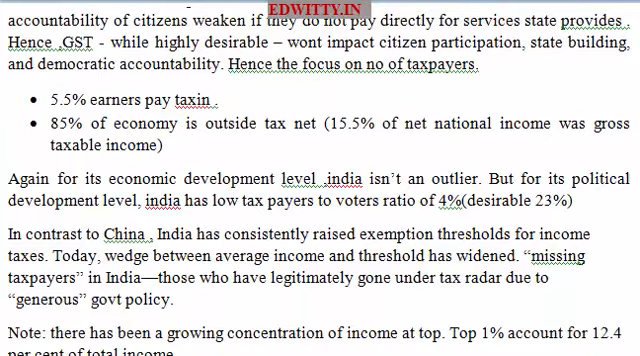 EDWITTY.IN
accountability of citizens weaken if they do not pay directly for services state provides .
Hence ,GST - while highly desirable – wont impact citizen participation, state building,
and democratic accountability. Hence the focus on no of taxpayers.
• 5.5% earners pay taxin .
• 85% of economy is outside tax net (15.5% of net national income was gross
taxable income)
Again for its economic development level ,india isn’t an outlier. But for its political
development level, india has low tax payers to voters ratio of 4%(desirable 23%)
In contrast to China , India has consistently raised exemption thresholds for income
taxes. Today, wedge between average income and threshold has widened. “missing
taxpayers” in India—those who have legitimately gone under tax radar due to
“generous” govt policy.
Note: there has been a growing concentration of income at top. Top 1% account for 12.4
per cent of total income